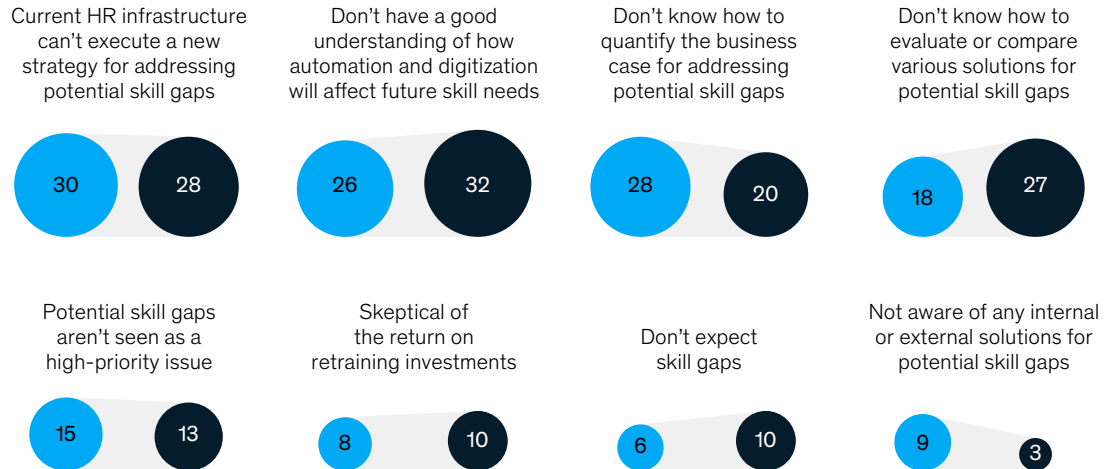 Current HR infrastructure
can’t execute a new
strategy for addressing
potential skill gaps
Don’t have a good
understanding of how
automation and digitization
will affect future skill needs
Don’t know how to
quantify the business
case for addressing
potential skill gaps
Don’t know how to
evaluate or compare
various solutions for
potential skill gaps
30
28
26
32
28
20
18
27
Potential skill gaps
aren’t seen as a
high-priority issue
Skeptical of
the return on
retraining investments
Don’t expect
skill gaps
Not aware of any internal
or external solutions for
potential skill gaps
15
13
8
10
6
10
9
3